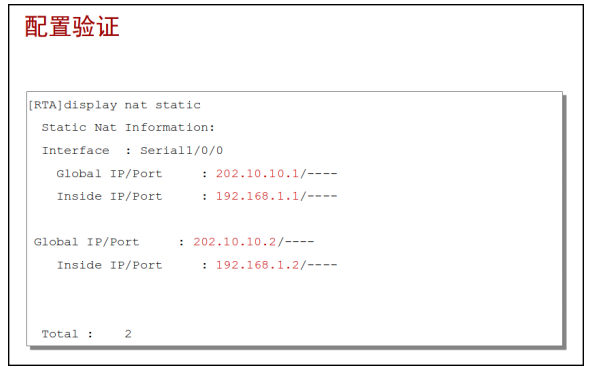 配置验证
[RTA]display nat static
Static Nat Information:
Interface : Serial1/0/0
Global IP/Port : 202.10.10.1/----
Inside IP/Port : 192.168.1.1/----
Global IP/Port : 202.10.10.2/----
Inside IP/Port : 192.168.1.2/----
Total : 2